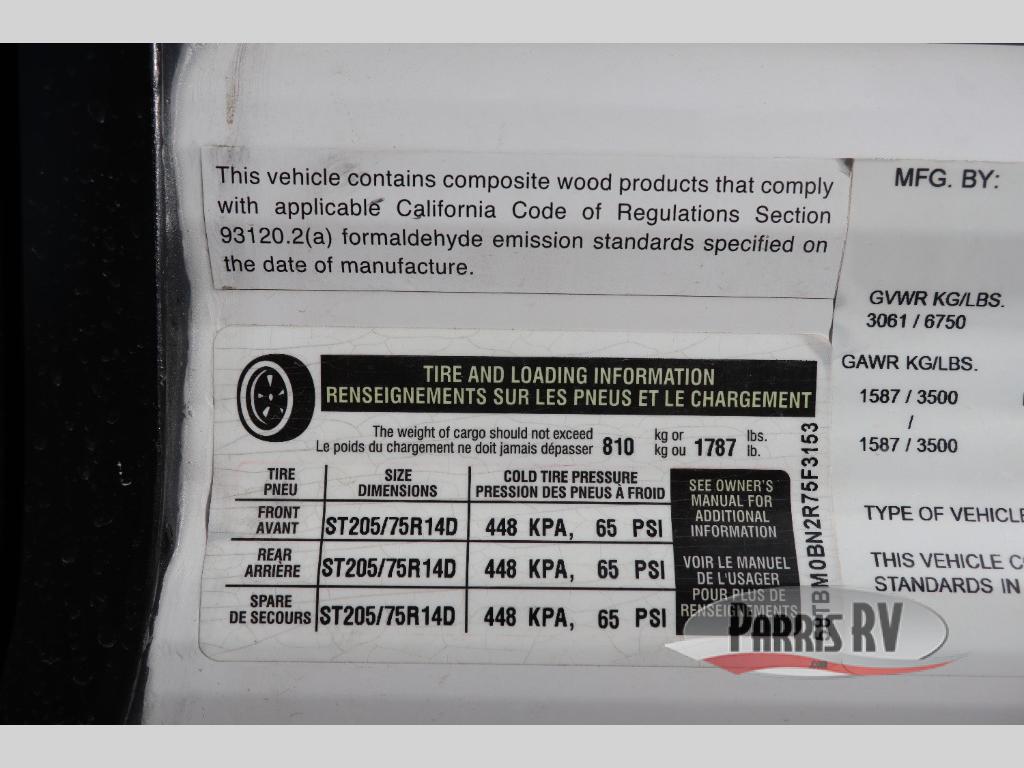 This vehicle contains composite wood products that comply
with applicable California Code of Regulations Section
93120.2(a) formaldehyde emission standards specified on
the date of manufacture.
MFG. BY:
GVWR KG/LBS.
3061 / 6750
GAWR KG/LBS.
1587 / 3500
/
1587 / 3500
TYPE OF VEHICLE
THIS VEHICLE
STANDARDS IN
TIRE AND LOADING INFORMATION
RENSEIGNEMENTS SUR LES PNEUS ET LE CHARGEMENT
The weight of cargo should not exceed
Le poids du chargement ne doit jamais dépasser
810 kg or 1787 lbs.
kg ou lb.
TIRE
PNEU
SIZE
DIMENSIONS
COLD TIRE PRESSURE
PRESSION DES PNEUS À FROID
FRONT
AVANT
ST205/75R14D 448 KPA, 65 PSI
REAR
ARRIÈRE
ST205/75R14D 448 KPA, 65 PSI
SPARE
DE SECOURS
ST205/75R14D 448 KPA, 65 PSI
SEE OWNER'S
MANUAL FOR
ADDITIONAL
INFORMATION
VOIR LE MANUEL
DE L'USAGER
POUR PLUS DE
RENSEIGNEMENTS
TBM0BN2R75F3153
PARRIS RV
.com